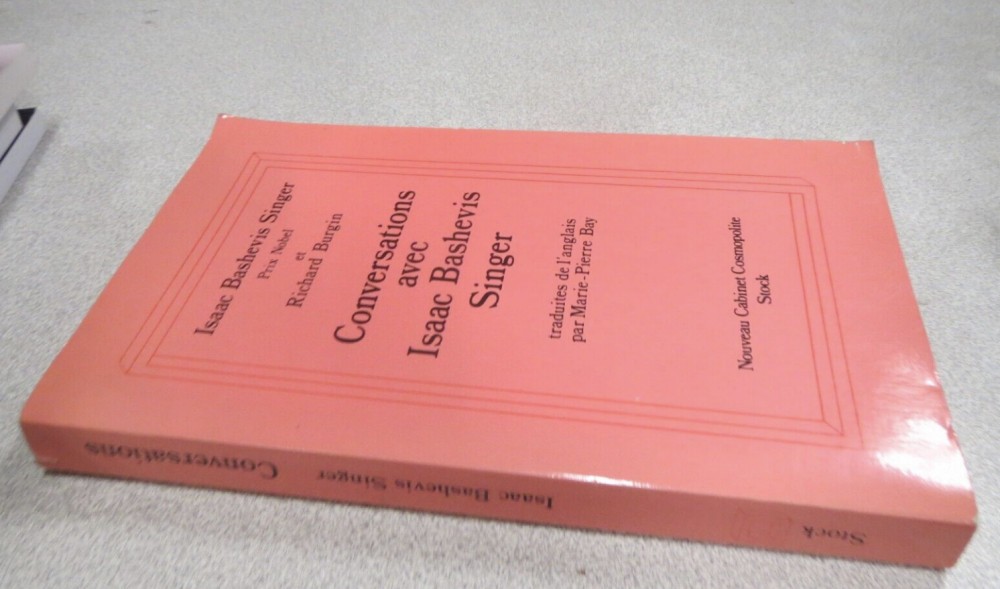 Isaac Bashevis Singer
Prix Nobel
et
Richard Burgin
Conversations
avec
Isaac Bashevis
Singer
traduites de l'anglais
par Marie-Pierre Bay
Nouveau Cabinet Cosmopolite
Stock
Stock
Isaac Bashevis Singer
Conversations